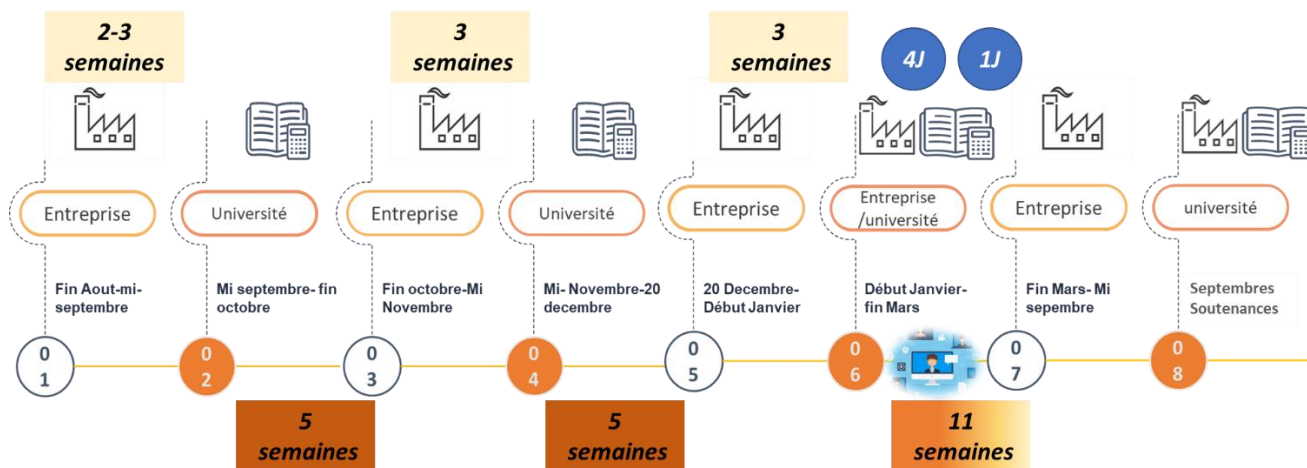 2-3
semaines
3
semaines
3
semaines
4J
1J
Entreprise
Université
Entreprise
Université
Entreprise
Entreprise
/université
Entreprise
université
Fin Aout-mi-
septembre
Mi septembre- fin
octobre
Fin octobre-Mi
Novembre
Mi- Novembre-20
decembre
20 Decembre-
Début Janvier
Début Janvier-
fin Mars
Fin Mars- Mi
sepembre
Septembres
Soutenances
0
1
0
2
0
3
0
4
0
5
0
6
0
7
0
8
5
semaines
5
semaines
11
semaines